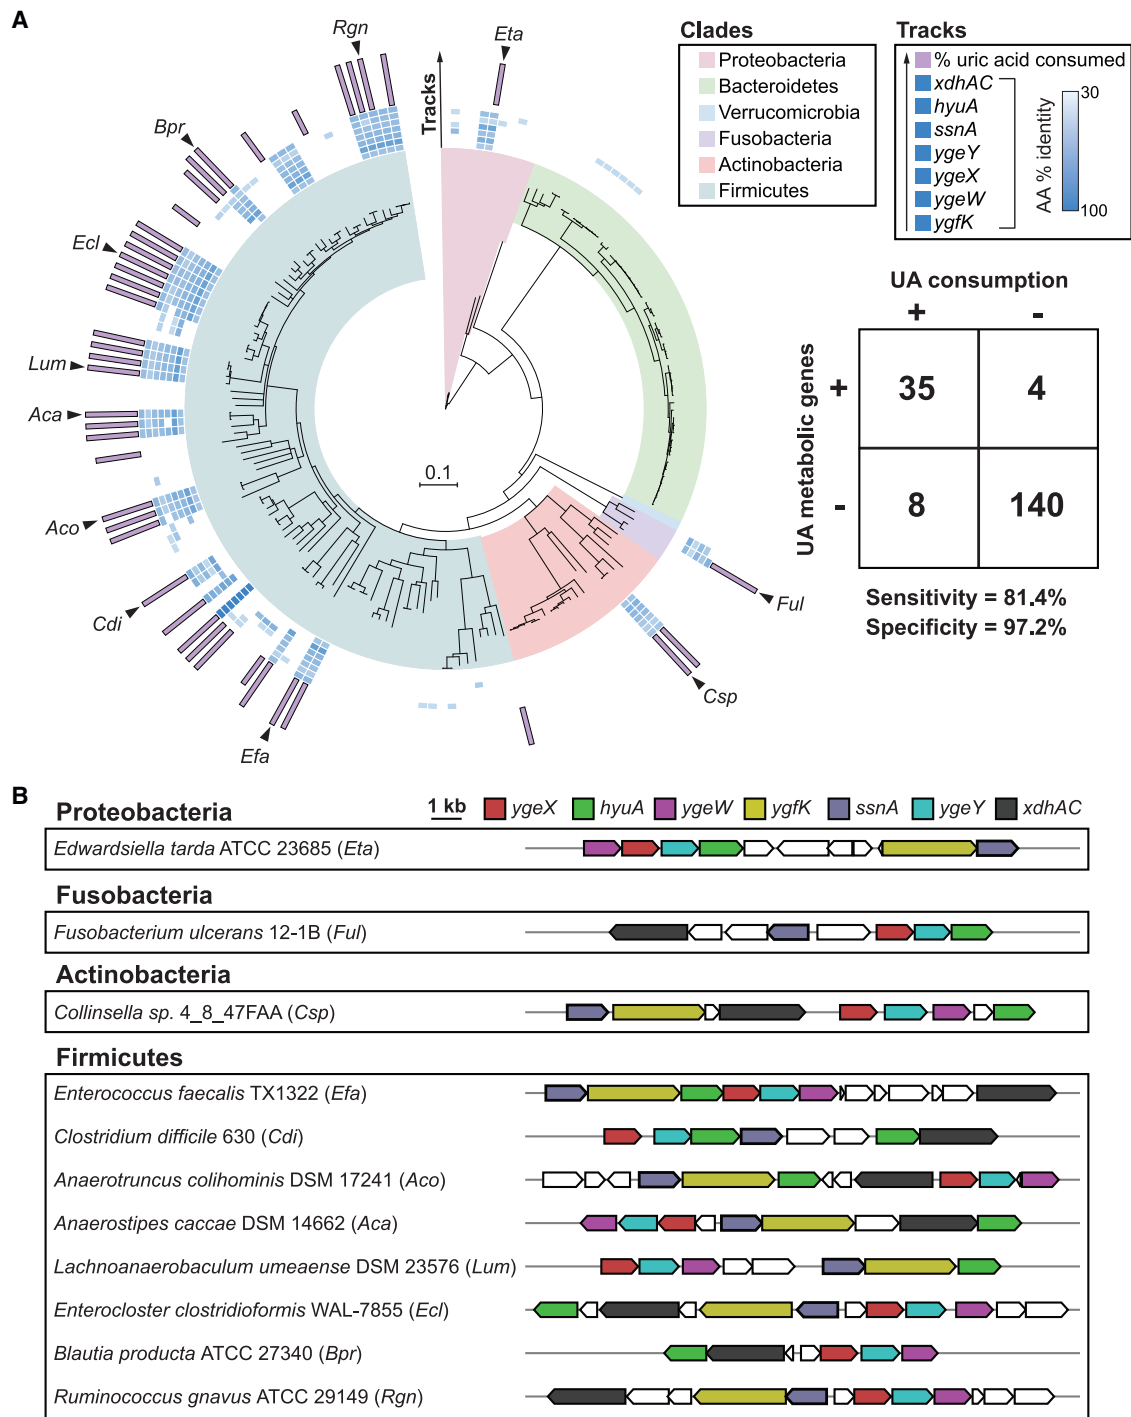 A
Rgn
Eta
Bpr
Ecl
Lum
Aca
Aco
Cdi
Efa
Csp
Ful
Tracks
0.1
Clades
Proteobacteria
Bacteroidetes
Verrucomicrobia
Fusobacteria
Actinobacteria
Firmicutes
Tracks
% uric acid consumed
xdhAC
hyuA
ssnA
ygeY
ygeX
ygeW
ygfK
AA % identity
30
100
UA consumption
+ -
UA metabolic genes
+ 35 4
- 8 140
Sensitivity = 81.4%
Specificity = 97.2%
B
Proteobacteria
1 kb ygeX hyuA ygeW ygfK ssnA ygeY xdhAC
Edwardsiella tarda ATCC 23685 (Eta)
Fusobacteria
Fusobacterium ulcerans 12-1B (Ful)
Actinobacteria
Collinsella sp. 4_8_47FAA (Csp)
Firmicutes
Enterococcus faecalis TX1322 (Efa)
Clostridium difficile 630 (Cdi)
Anaerotruncus colihominis DSM 17241 (Aco)
Anaerostipes caccae DSM 14662 (Aca)
Lachnoanaerobaculum umeaense DSM 23576 (Lum)
Enterocloster clostridioformis WAL-7855 (Ecl)
Blautia producta ATCC 27340 (Bpr)
Ruminococcus gnavus ATCC 29149 (Rgn)